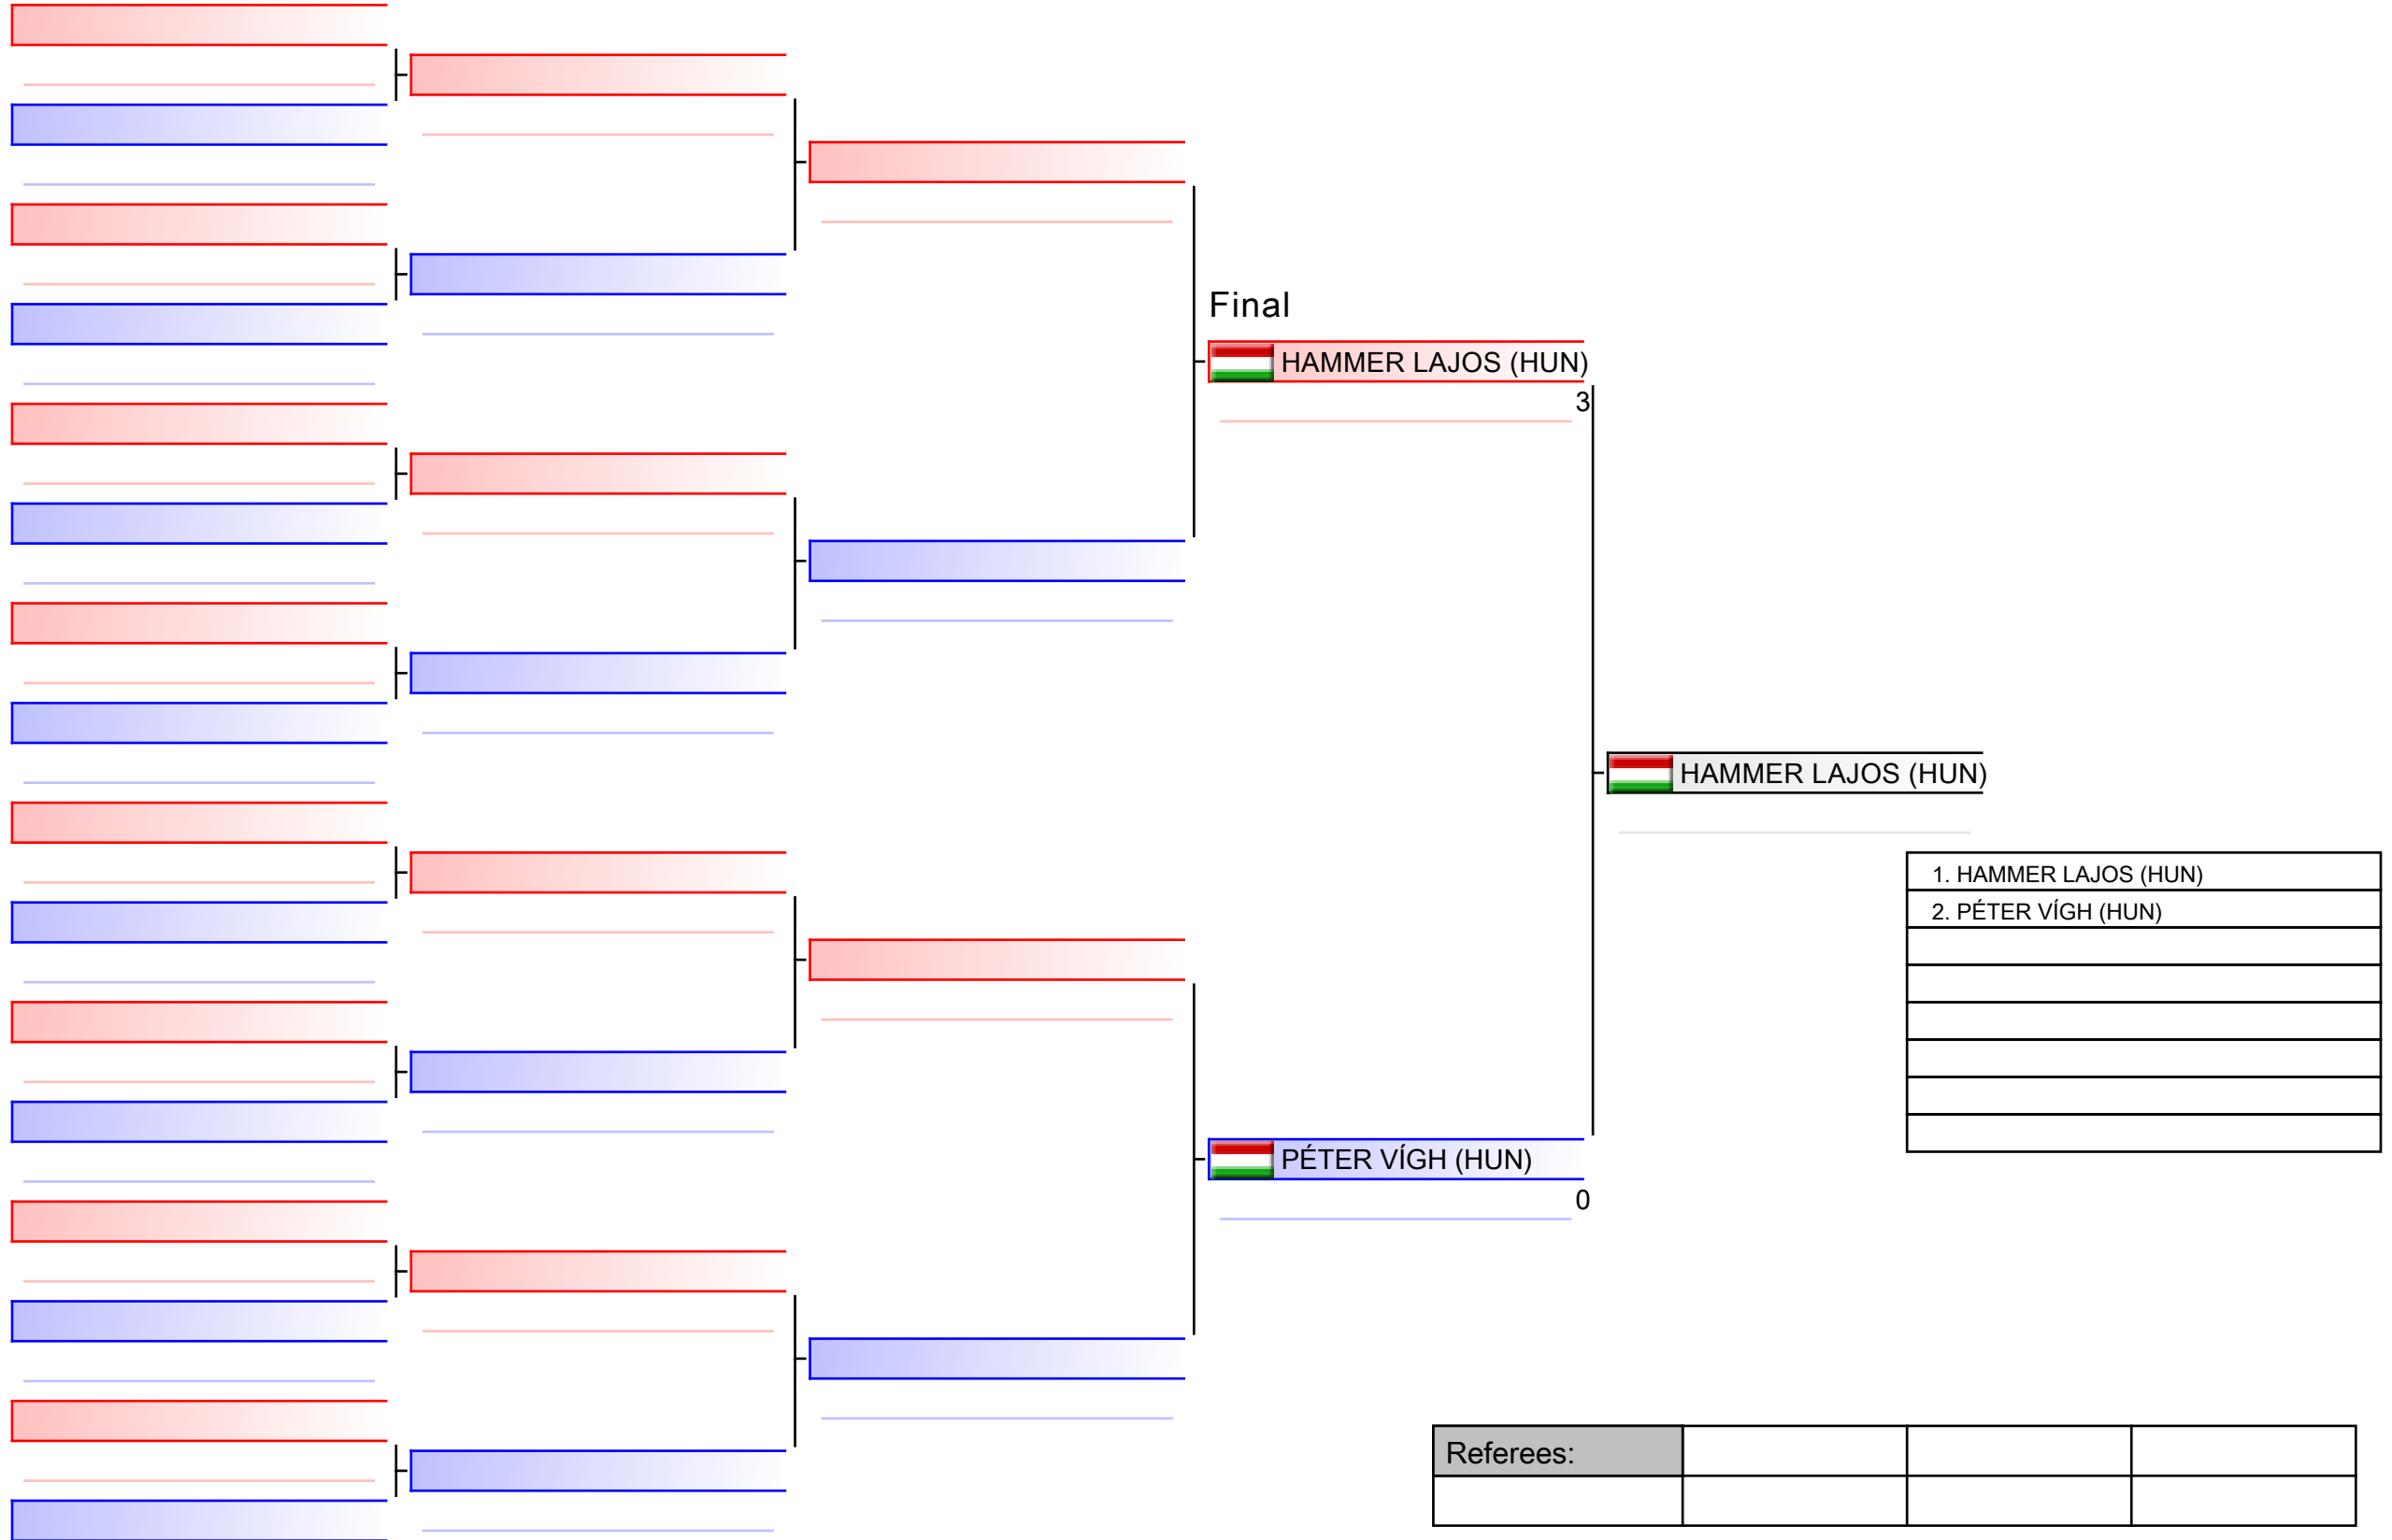 Final
HAMMER LAJOS (HUN)
3
HAMMER LAJOS (HUN)
1. HAMMER LAJOS (HUN)
2. PÉTER VÍGH (HUN)
PÉTER VÍGH (HUN)
0
Referees: